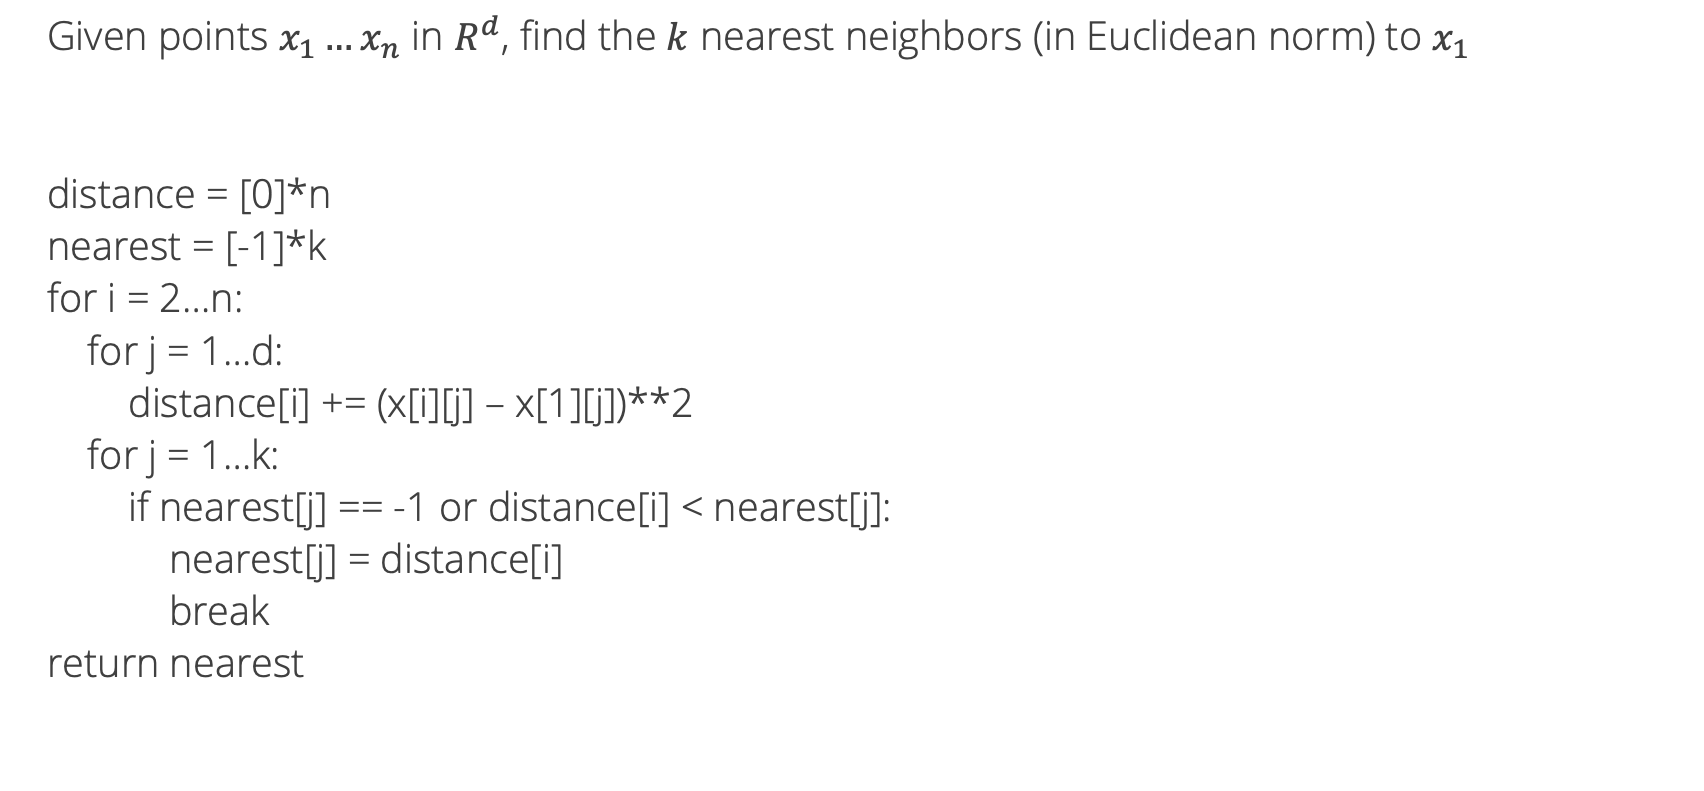 Given points x₁ ... xₙ in Rᵈ, find the k nearest neighbors (in Euclidean norm) to x₁
distance = [0]*n
nearest = [-1]*k
for i = 2...n:
for j = 1...d:
distance[i] += (x[i][j] – x[1][j])**2
for j = 1...k:
if nearest[j] == -1 or distance[i] < nearest[j]:
nearest[j] = distance[i]
break
return nearest